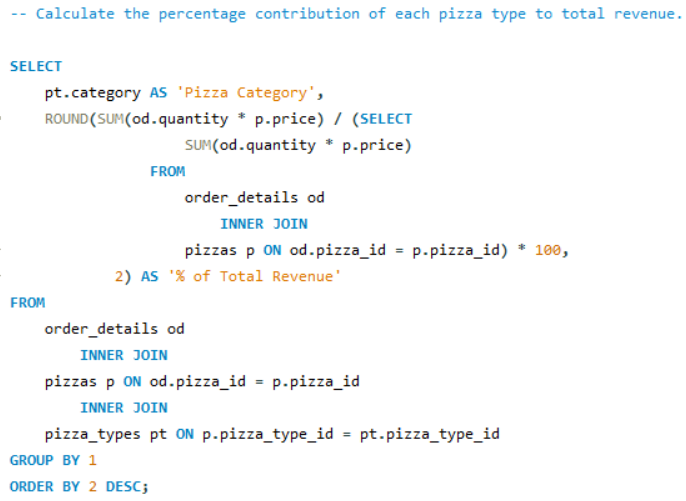 -- Calculate the percentage contribution of each pizza type to total revenue.
SELECT
pt.category AS 'Pizza Category',
ROUND(SUM(od.quantity * p.price) / (SELECT
SUM(od.quantity * p.price)
FROM
order_details od
INNER JOIN
pizzas p ON od.pizza_id = p.pizza_id) * 100,
2) AS '% of Total Revenue'
FROM
order_details od
INNER JOIN
pizzas p ON od.pizza_id = p.pizza_id
INNER JOIN
pizza_types pt ON p.pizza_type_id = pt.pizza_type_id
GROUP BY 1
ORDER BY 2 DESC;